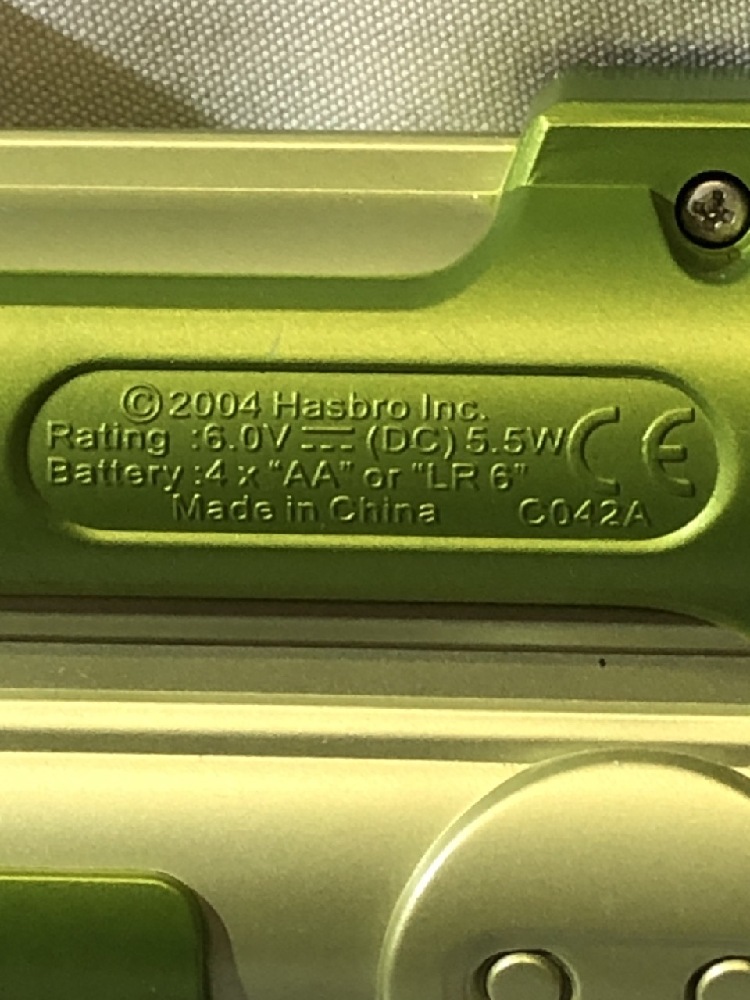 © 2004 Hasbro Inc.
Rating :6.0V ⎓ (DC) 5.5W CE
Battery :4 x "AA" or "LR 6"
Made in China C042A